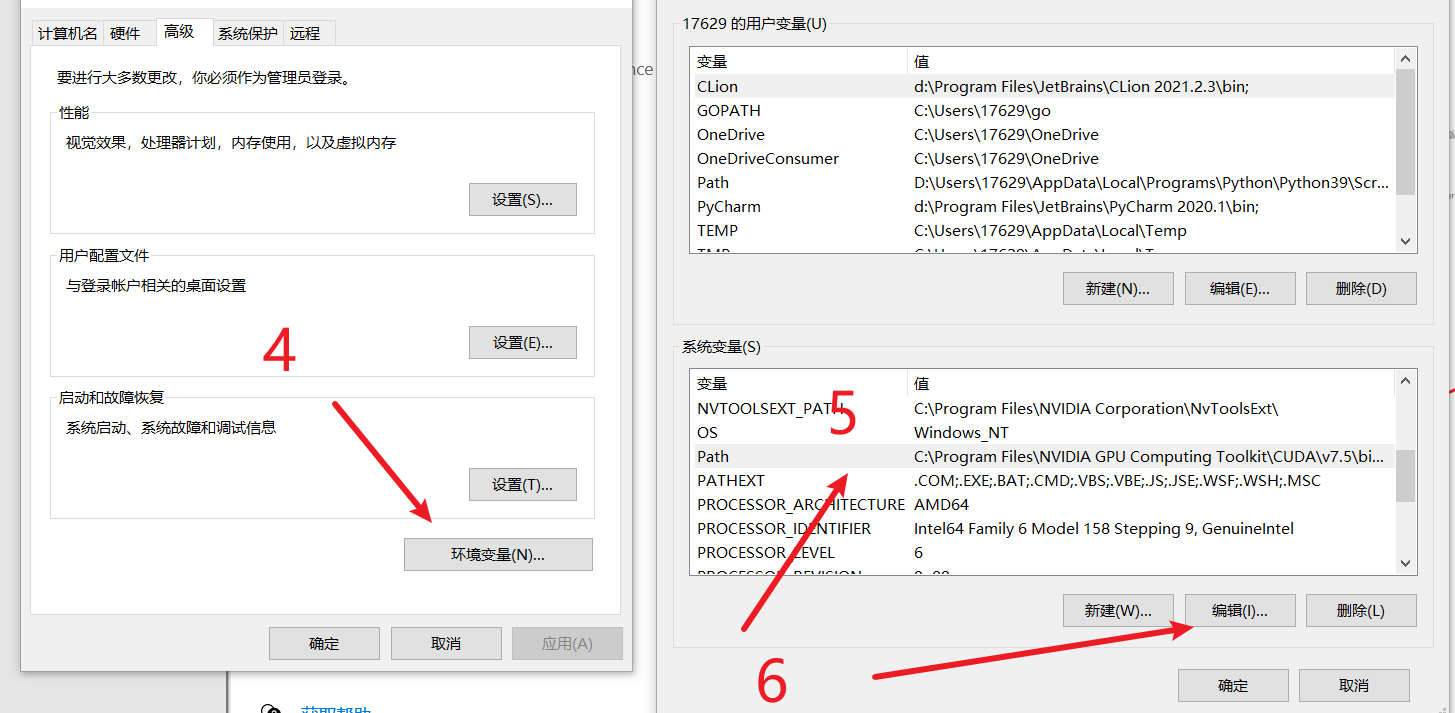 计算机名 硬件 高级 系统保护 远程
要进行大多数更改，你必须作为管理员登录。
性能
视觉效果，处理器计划，内存使用，以及虚拟内存
设置(S)...
用户配置文件
与登录帐户相关的桌面设置
4
设置(E)...
启动和故障恢复
系统启动、系统故障和调试信息
设置(T)...
环境变量(N)...
确定 取消 应用(A)
获取帮助
nce
17629 的用户变量(U)
变量 值
CLion d:\Program Files\JetBrains\CLion 2021.2.3\bin;
GOPATH C:\Users\17629\go
OneDrive C:\Users\17629\OneDrive
OneDriveConsumer C:\Users\17629\OneDrive
Path D:\Users\17629\AppData\Local\Programs\Python\Python39\Scr...
PyCharm d:\Program Files\JetBrains\PyCharm 2020.1\bin;
TEMP C:\Users\17629\AppData\Local\Temp
新建(N)... 编辑(E)... 删除(D)
系统变量(S)
变量 值
5
NVTOOLSEXT_PATH C:\Program Files\NVIDIA Corporation\NvToolsExt\
OS Windows_NT
Path C:\Program Files\NVIDIA GPU Computing Toolkit\CUDA\v7.5\bi...
PATHEXT .COM;.EXE;.BAT;.CMD;.VBS;.VBE;.JS;.JSE;.WSF;.WSH;.MSC
PROCESSOR_ARCHITECTURE AMD64
PROCESSOR_IDENTIFIER Intel64 Family 6 Model 158 Stepping 9, GenuineIntel
PROCESSOR_LEVEL 6
新建(W)... 编辑(I)... 删除(L)
6
确定 取消